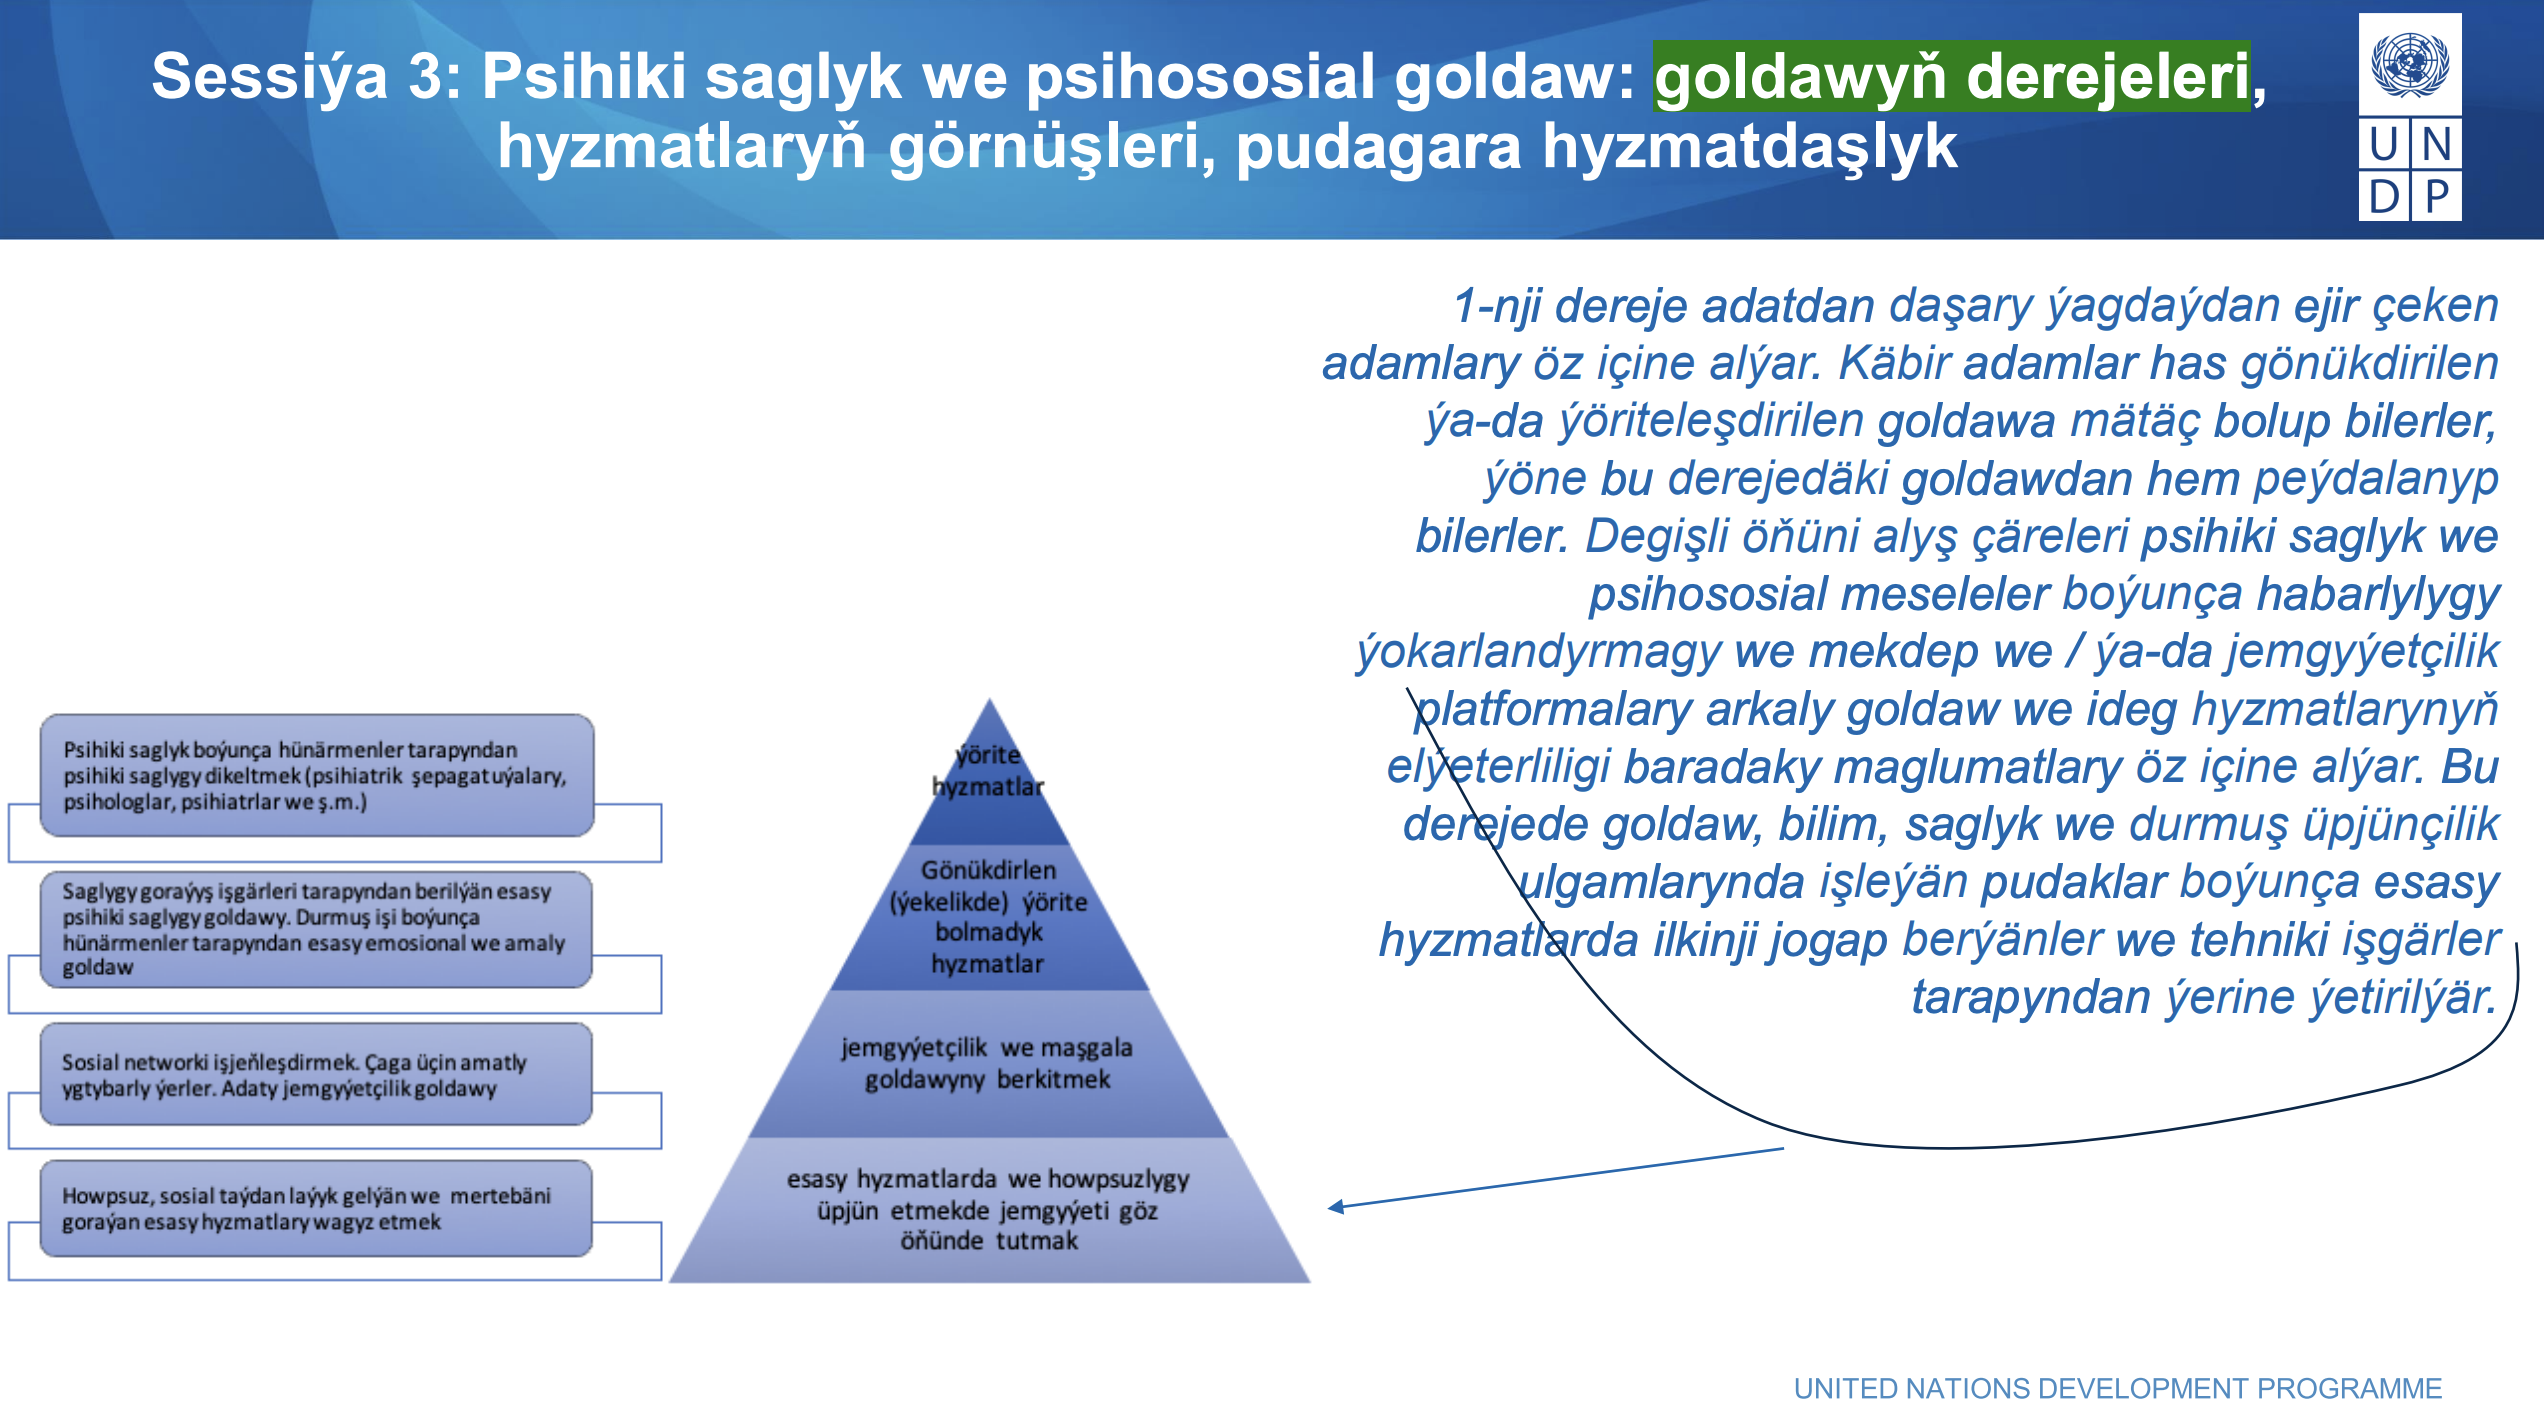 Sessiýa 3: Psihiki saglyk we psihososial goldaw: goldawyň derejeleri,
hyzmatlaryň görnüşleri, pudagara hyzmatdaşlyk
U N
D P
1-nji dereje adatdan daşary ýagdaýdan ejir çeken
adamlary öz içine alýar. Käbir adamlar has gönükdirilen
ýa-da ýöriteleşdirilen goldawa mätäç bolup bilerler,
ýöne bu derejedäki goldawdan hem peýdalanyp
bilerler. Degişli öňüni alyş çäreleri psihiki saglyk we
psihososial meseleler boýunça habarlylygy
ýokarlandyrmagy we mekdep we / ýa-da jemgyýetçilik
platformalary arkaly goldaw we ideg hyzmatlarynyň
elýeterliligi baradaky maglumatlary öz içine alýar. Bu
derejede goldaw, bilim, saglyk we durmuş üpjünçilik
ulgamlarynda işleýän pudaklar boýunça esasy
hyzmatlarda ilkinji jogap berýänler we tehniki işgärler
tarapyndan ýerine ýetirilýär.
Psihiki saglyk boýunça hünärmenler tarapyndan
psihiki saglygy dikeltmek (psihiatrik şepagat uýalary,
psihologlar, psihiatrlar we ş.m.)
Saglygy goraýyş işgärleri tarapyndan berilýän esasy
psihiki saglygy goldawy. Durmuş işi boýunça
hünärmenler tarapyndan esasy emosional we amaly
goldaw
Sosial networki işjeňleşdirmek. Çaga üçin amatly
ygtybarly ýerler. Adaty jemgyýetçilik goldawy
Howpsuz, sosial taýdan laýyk gelýän we mertebäni
goraýan esasy hyzmatlary wagyz etmek
ýörite
hyzmatlar
Gönükdirlen
(ýekelikde) ýörite
bolmadyk
hyzmatlar
jemgyýetçilik we maşgala
goldawyny berkitmek
esasy hyzmatlarda we howpsuzlygy
üpjün etmekde jemgyýeti göz
öňünde tutmak
UNITED NATIONS DEVELOPMENT PROGRAMME